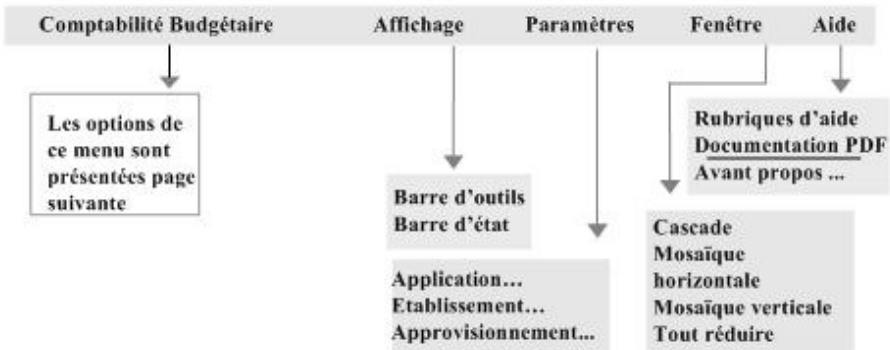 Comptabilité Budgétaire Affichage Paramètres Fenêtre Aide
Les options de
ce menu sont
présentées page
suivante
Barre d'outils
Barre d'état
Application...
Etablissement...
Approvisionnement...
Cascade
Mosaïque
horizontale
Mosaïque verticale
Tout réduire
Rubriques d'aide
Documentation PDF
Avant propos ...